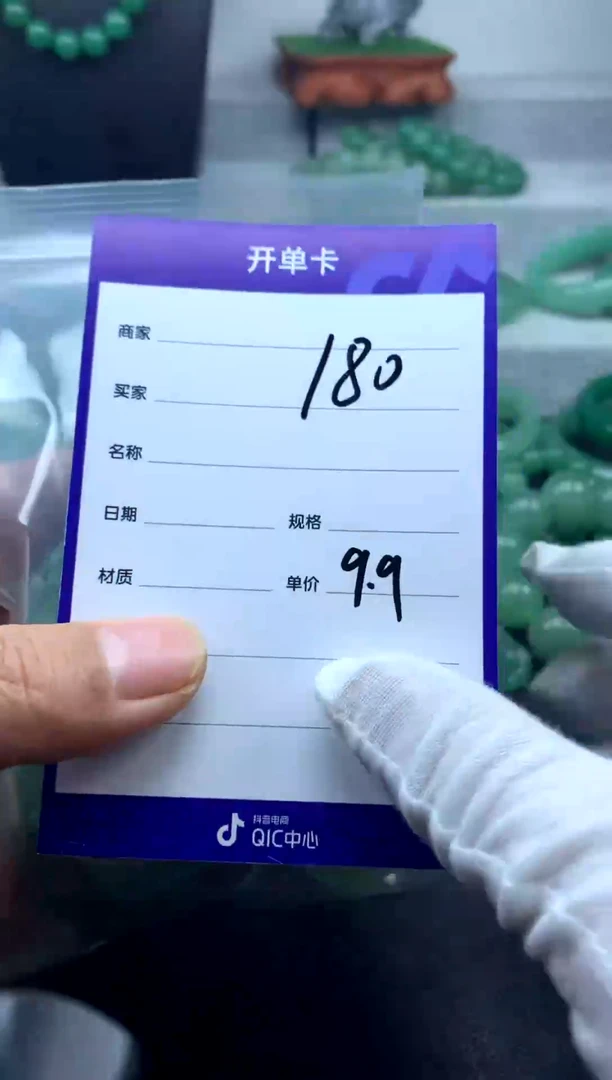 开单卡
商家
180
买家
名称
日期 规格
材质 单价 9.9
抖音电商
QIC中心